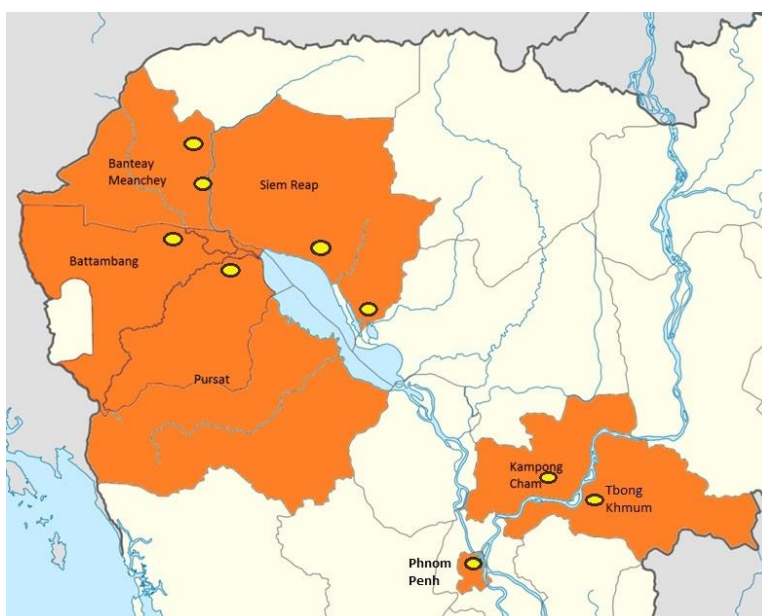 Banteay
Meanchey
Siem Reap
Battambang
Pursat
Kampong
Cham
Tbong
Khmum
Phnom
Penh